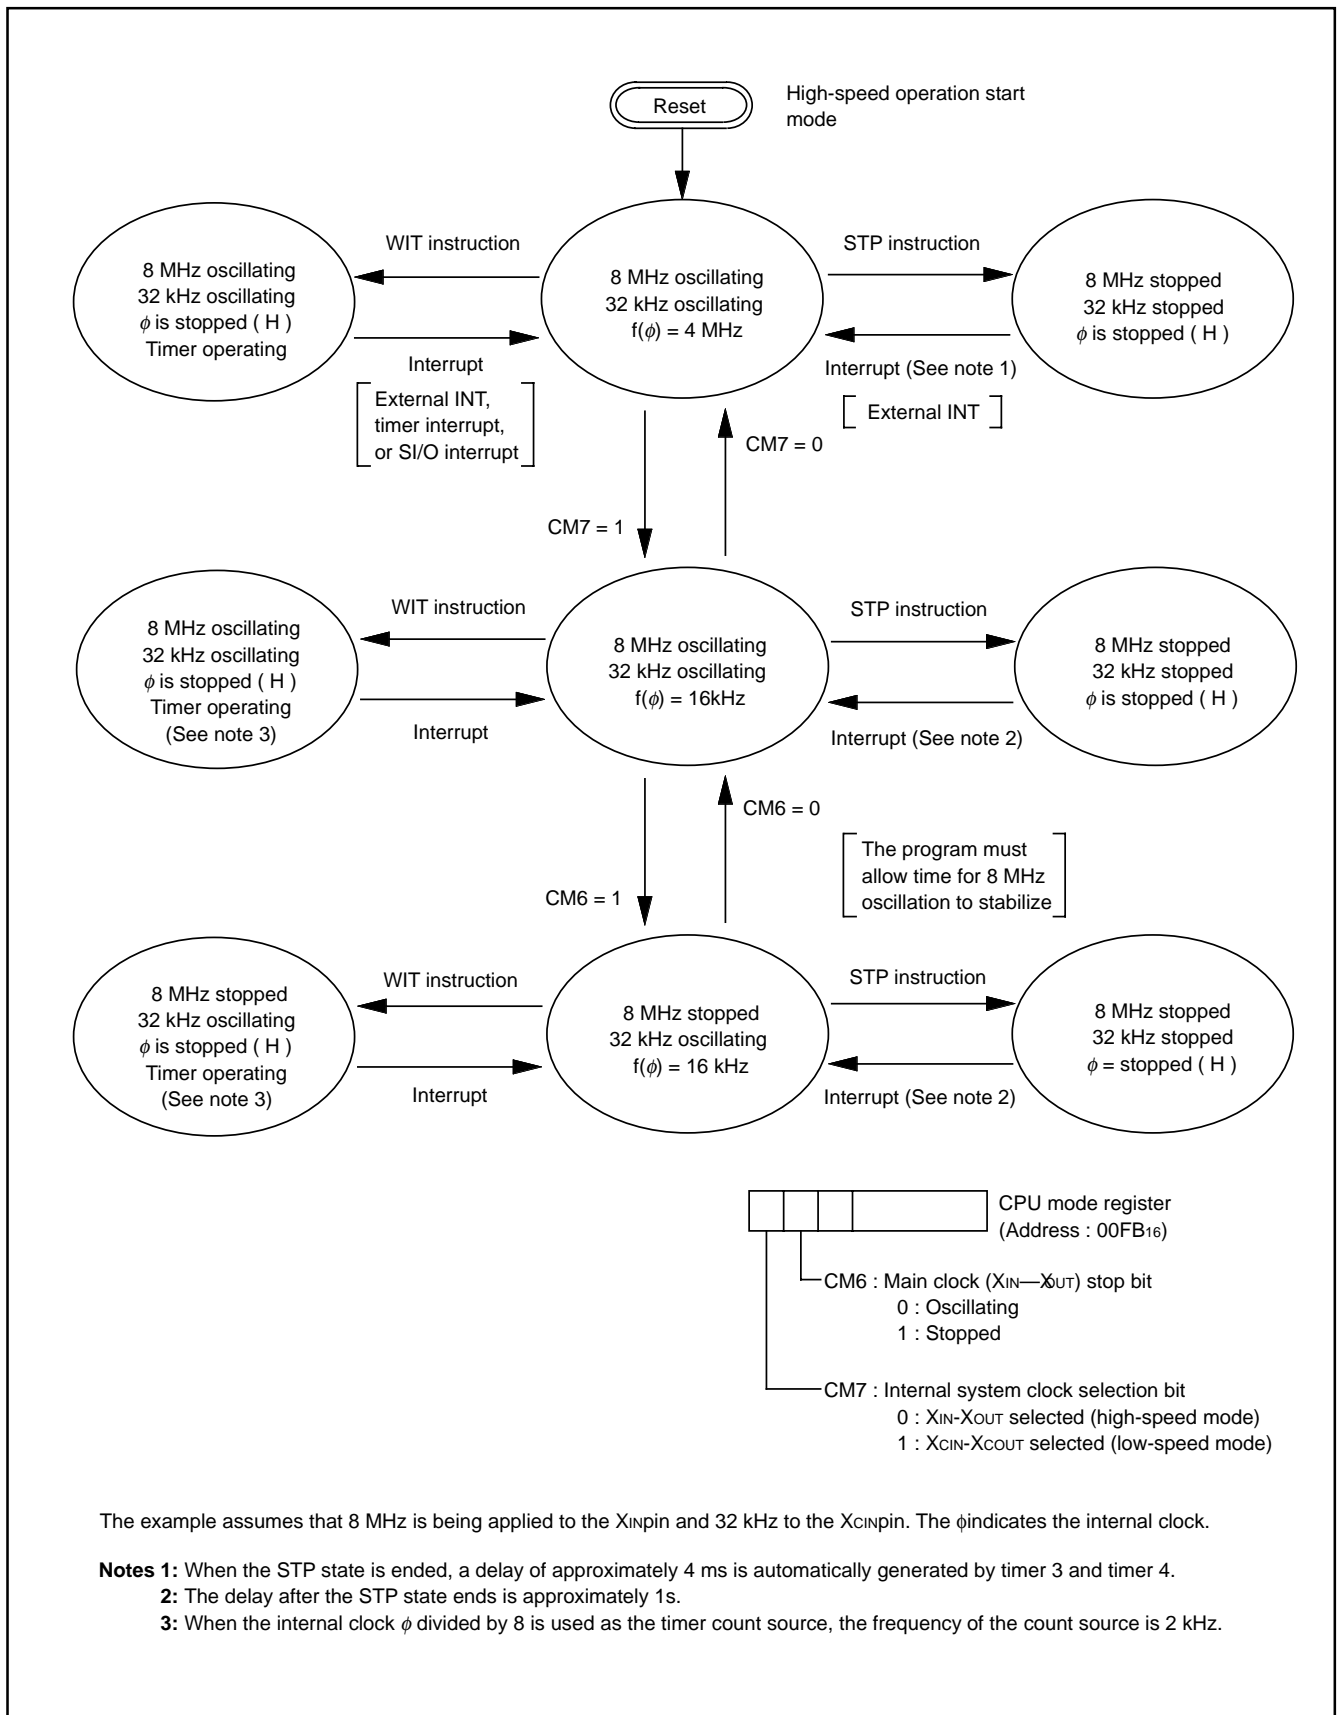 Reset
High-speed operation start
mode
WIT instruction
STP instruction
8 MHz oscillating
32 kHz oscillating
ϕ is stopped ( H )
Timer operating
8 MHz oscillating
32 kHz oscillating
f(ϕ) = 4 MHz
8 MHz stopped
32 kHz stopped
ϕ is stopped ( H )
Interrupt
External INT,
timer interrupt,
or SI/O interrupt
Interrupt (See note 1)
External INT
CM7 = 0
CM7 = 1
WIT instruction
STP instruction
8 MHz oscillating
32 kHz oscillating
ϕ is stopped ( H )
Timer operating
(See note 3)
8 MHz oscillating
32 kHz oscillating
f(ϕ) = 16kHz
8 MHz stopped
32 kHz stopped
ϕ is stopped ( H )
Interrupt
Interrupt (See note 2)
CM6 = 0
The program must
allow time for 8 MHz
oscillation to stabilize
CM6 = 1
WIT instruction
STP instruction
8 MHz stopped
32 kHz oscillating
ϕ is stopped ( H )
Timer operating
(See note 3)
8 MHz stopped
32 kHz oscillating
f(ϕ) = 16 kHz
8 MHz stopped
32 kHz stopped
ϕ = stopped ( H )
Interrupt
Interrupt (See note 2)
CPU mode register
(Address : 00FB16)
CM6 : Main clock (XIN—XOUT) stop bit
0 : Oscillating
1 : Stopped
CM7 : Internal system clock selection bit
0 : XIN-XOUT selected (high-speed mode)
1 : XCIN-XCOUT selected (low-speed mode)
The example assumes that 8 MHz is being applied to the XINpin and 32 kHz to the XCINpin. The ϕindicates the internal clock.
Notes 1: When the STP state is ended, a delay of approximately 4 ms is automatically generated by timer 3 and timer 4.
2: The delay after the STP state ends is approximately 1s.
3: When the internal clock ϕ divided by 8 is used as the timer count source, the frequency of the count source is 2 kHz.